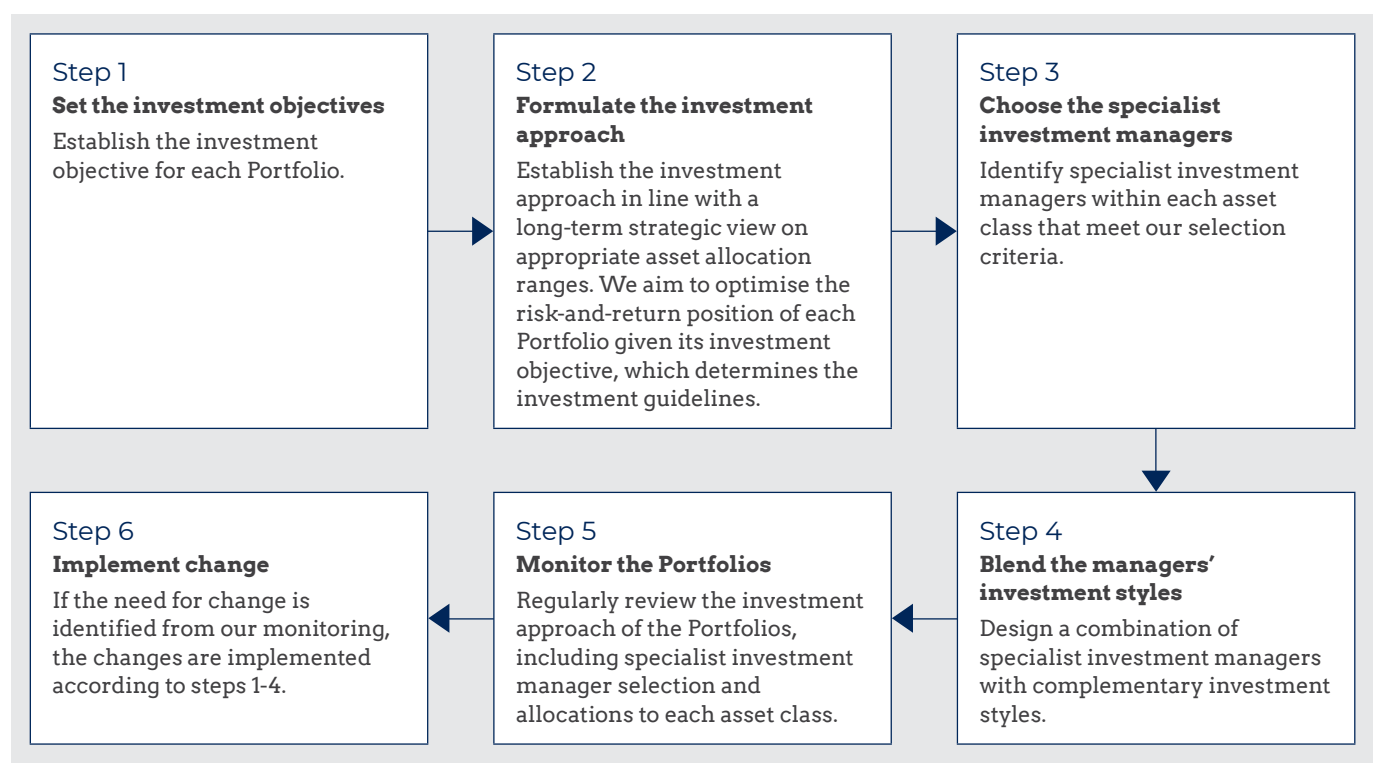 Step 1
Set the investment objectives
Establish the investment
objective for each Portfolio.
Step 2
Formulate the investment
approach
Establish the investment
approach in line with a
long-term strategic view on
appropriate asset allocation
ranges. We aim to optimise the
risk-and-return position of each
Portfolio given its investment
objective, which determines the
investment guidelines.
Step 3
Choose the specialist
investment managers
Identify specialist investment
managers within each asset
class that meet our selection
criteria.
Step 4
Blend the managers’
investment styles
Design a combination of
specialist investment managers
with complementary investment
styles.
Step 5
Monitor the Portfolios
Regularly review the investment
approach of the Portfolios,
including specialist investment
manager selection and
allocations to each asset class.
Step 6
Implement change
If the need for change is
identified from our monitoring,
the changes are implemented
according to steps 1-4.